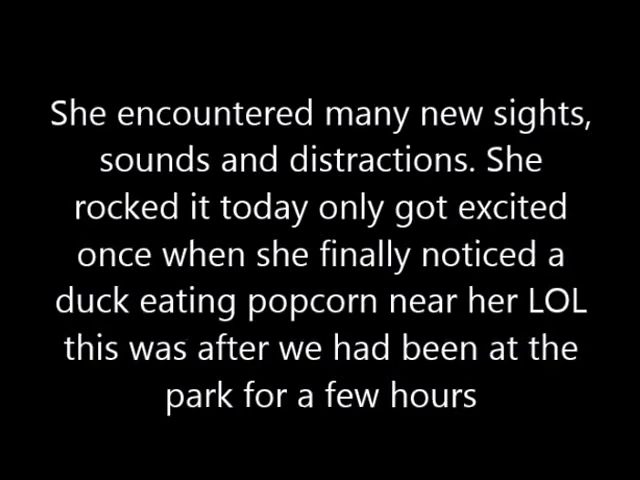 She encountered many new sights,
sounds and distractions. She
rocked it today only got excited
once when she finally noticed a
duck eating popcorn near her LOL
this was after we had been at the
park for a few hours